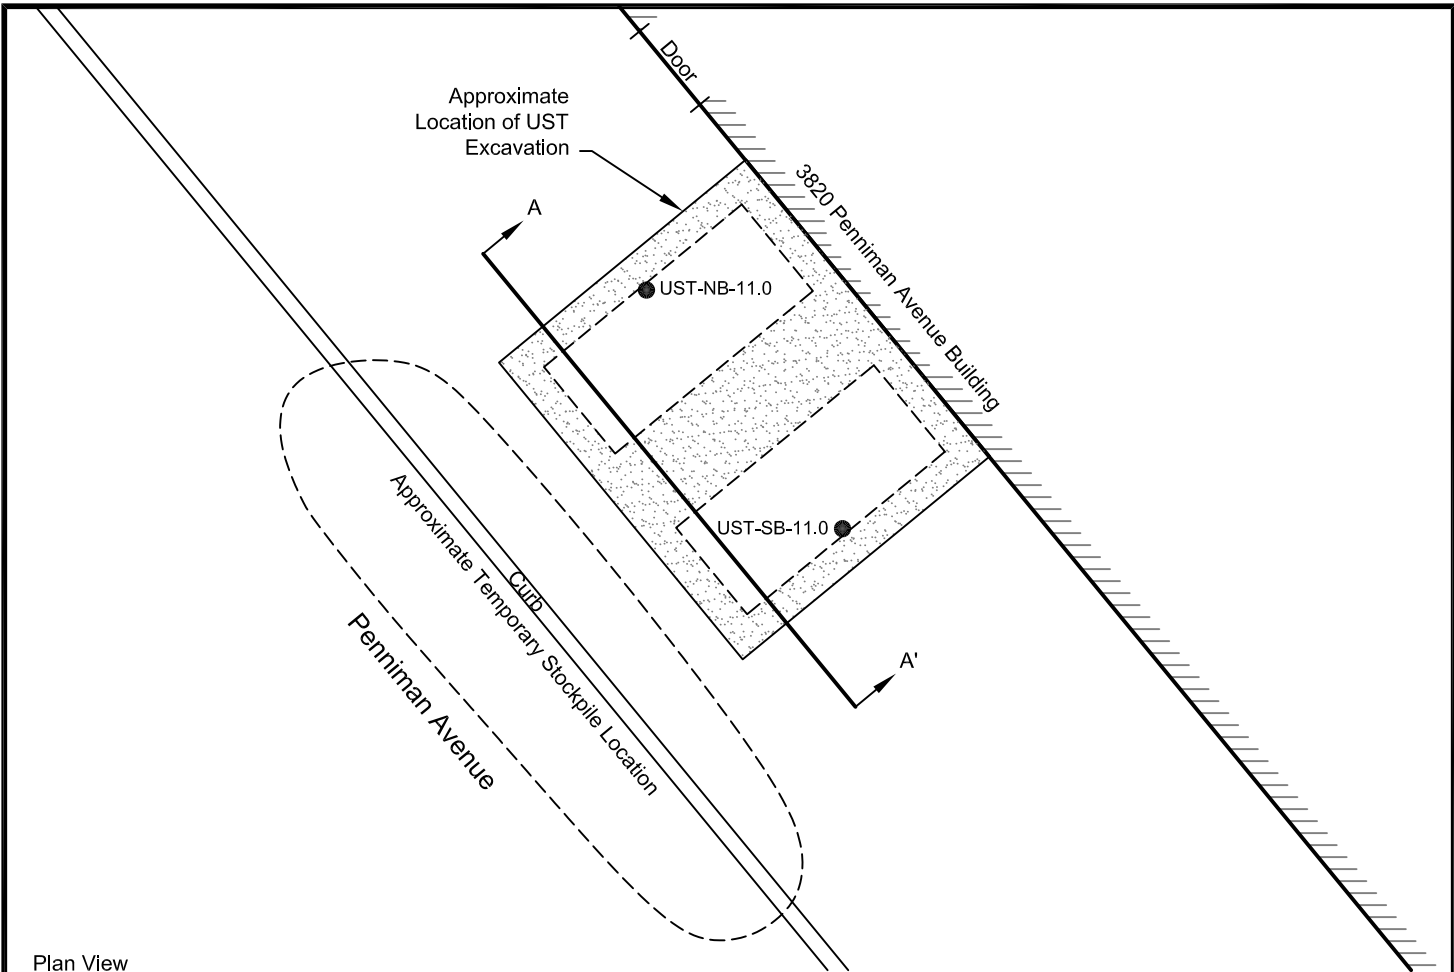 Door
Approximate
Location of UST
Excavation
3820 Penniman Avenue Building
A
UST-NB-11.0
UST-SB-11.0
Curb
Approximate Temporary Stockpile Location
Penniman Avenue
A'
Plan View